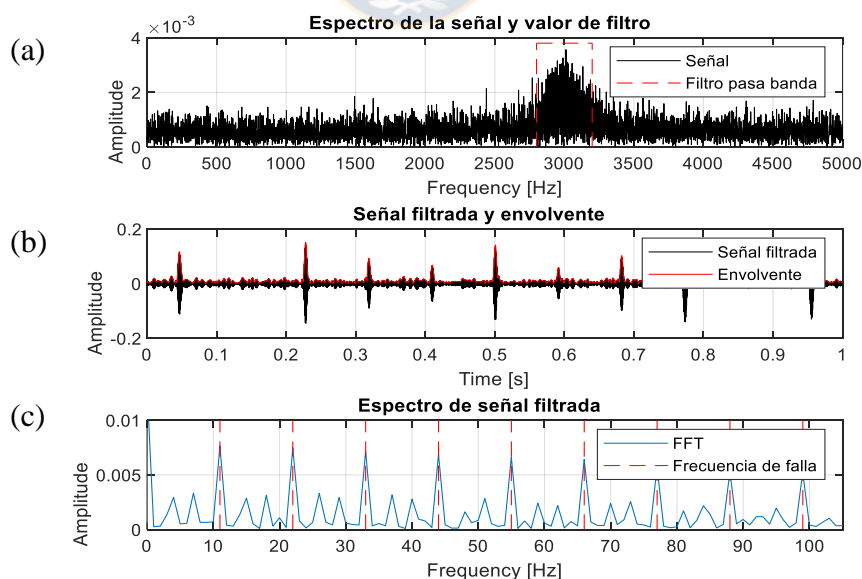 (a)
Espectro de la señal y valor de filtro
×10⁻³
4
2
0
Amplitude
Señal
Filtro pasa banda
0 500 1000 1500 2000 2500 3000 3500 4000 4500 5000
Frequency [Hz]
(b)
Señal filtrada y envolvente
0.2
0
-0.2
Amplitude
Señal filtrada
Envolvente
0 0.1 0.2 0.3 0.4 0.5 0.6 0.7 0.8 0.9 1
Time [s]
(c)
Espectro de señal filtrada
0.01
0.005
0
Amplitude
FFT
Frecuencia de falla
0 10 20 30 40 50 60 70 80 90 100
Frequency [Hz]